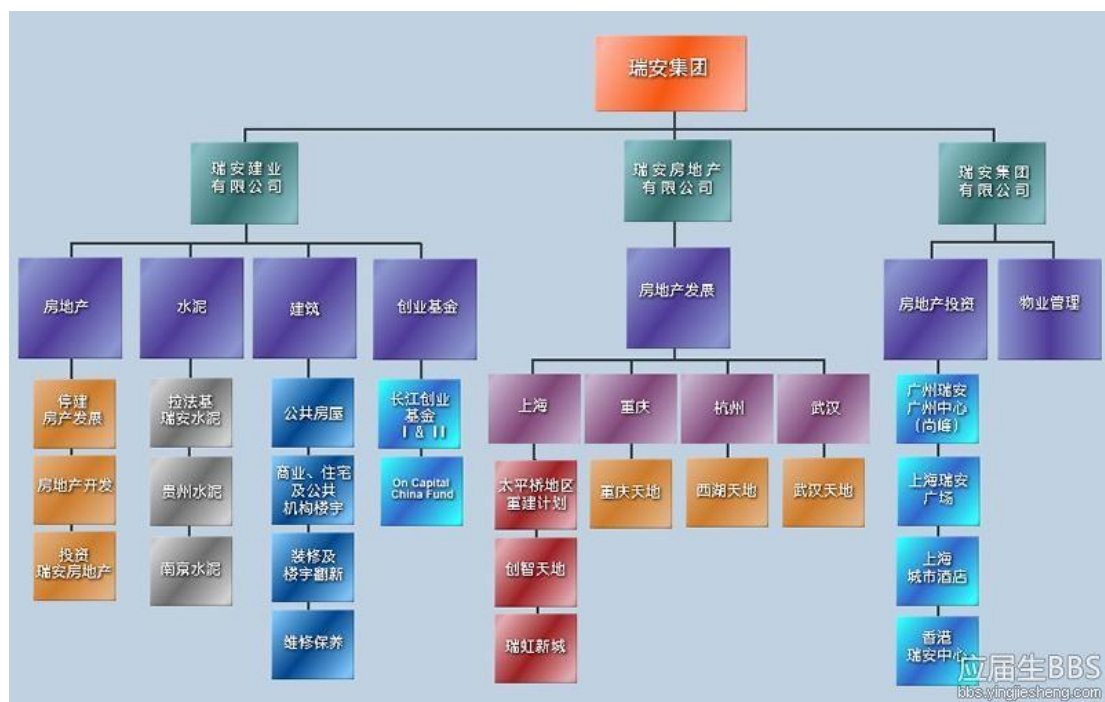 瑞安集团
瑞安建业
有限公司
瑞安房地产
有限公司
瑞安集团
有限公司
房地产
水泥
建筑
创业基金
房地产发展
房地产投资
物业管理
停建
房产发展
房地产开发
投资
瑞安房地产
拉法基
瑞安水泥
贵州水泥
南京水泥
公共房屋
商业、住宅
及公共
机构楼宇
装修及
楼宇翻新
维修保养
长江创业
基金
I & II
On Capital
China Fund
上海
重庆
杭州
武汉
太平桥地区
重建计划
创智天地
瑞虹新城
重庆天地
西湖天地
武汉天地
广州瑞安
广州中心
（尚峰）
上海瑞安
广场
上海
城市酒店
香港
瑞安中心
应届生BBS
bbs.yingjiesheng.com